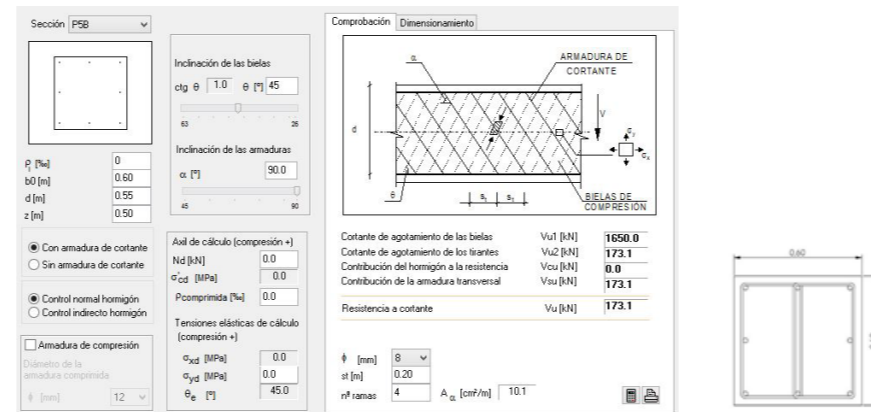 Sección P5B
ρl [‰] 0
b0 [m] 0.60
d [m] 0.55
z [m] 0.50
Con armadura de cortante
Sin armadura de cortante
Control normal hormigón
Control indirecto hormigón
Armadura de compresión
Diámetro de la
armadura comprimida
ϕ [mm] 12
Inclinación de las bielas
ctg θ 1.0 θ [º] 45
63 26
Inclinación de las armaduras
α [º] 90.0
45 90
Axil de cálculo (compresión +)
Nd [kN] 0.0
σ'cd [MPa] 0.0
ρcomprimida [‰] 0.0
Tensiones elásticas de cálculo
(compresión +)
σxd [MPa] 0.0
σyd [MPa] 0.0
θe [º] 45.0
Comprobación Dimensionamiento
α ARMADURA DE
CORTANTE
V
d
σy
σx
θ
s1 s1
BIELAS DE
COMPRESION
Cortante de agotamiento de las bielas Vu1 [kN] 1650.0
Cortante de agotamiento de los tirantes Vu2 [kN] 173.1
Contribución del hormigón a la resistencia Vcu [kN] 0.0
Contribución de la armadura transversal Vsu [kN] 173.1
Resistencia a cortante Vu [kN] 173.1
ϕ [mm] 8
st [m] 0.20
nº ramas 4 Aα [cm²/m] 10.1
0.60